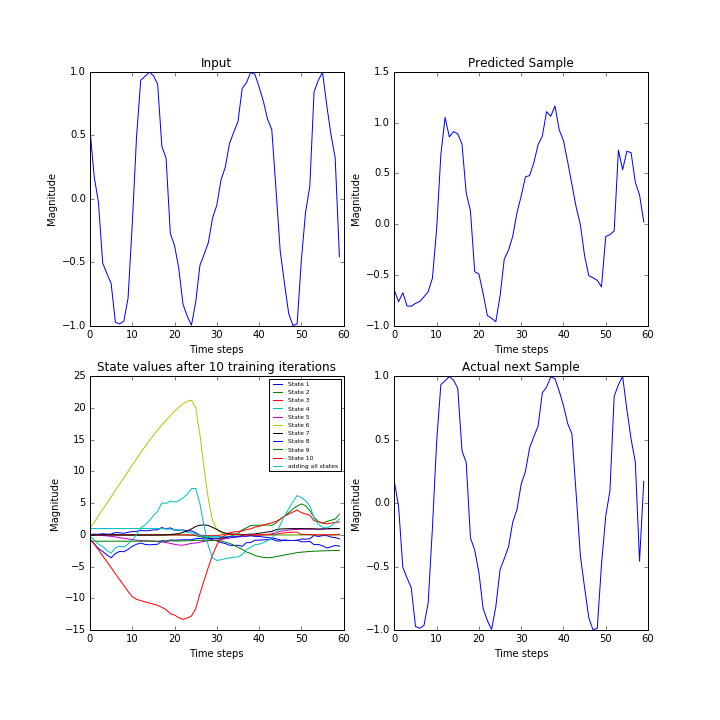 Input
1.0
0.5
0.0
−0.5
−1.0
Magnitude
0 10 20 30 40 50 60
Time steps
Predicted Sample
1.5
1.0
0.5
0.0
−0.5
−1.0
Magnitude
0 10 20 30 40 50 60
Time steps
State values after 10 training iterations
25
20
15
10
5
0
−5
−10
−15
Magnitude
0 10 20 30 40 50 60
Time steps
State 1
State 2
State 3
State 4
State 5
State 6
State 7
State 8
State 9
State 10
adding all states
Actual next Sample
1.0
0.5
0.0
−0.5
−1.0
Magnitude
0 10 20 30 40 50 60
Time steps